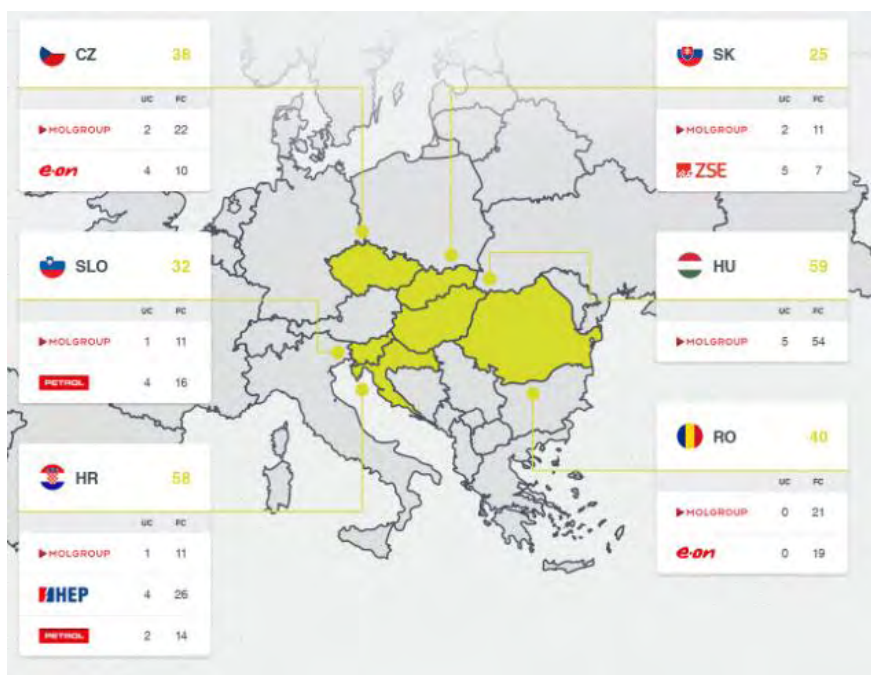 CZ 38
UC FC
MOLGROUP 2 22
e·on 4 10
SLO 32
UC FC
MOLGROUP 1 11
PETROL 4 16
HR 58
UC FC
MOLGROUP 1 11
HEP 4 26
PETROL 2 14
SK 25
UC FC
MOLGROUP 2 11
ZSE 5 7
HU 59
UC FC
MOLGROUP 5 54
RO 40
UC FC
MOLGROUP 0 21
e·on 0 19